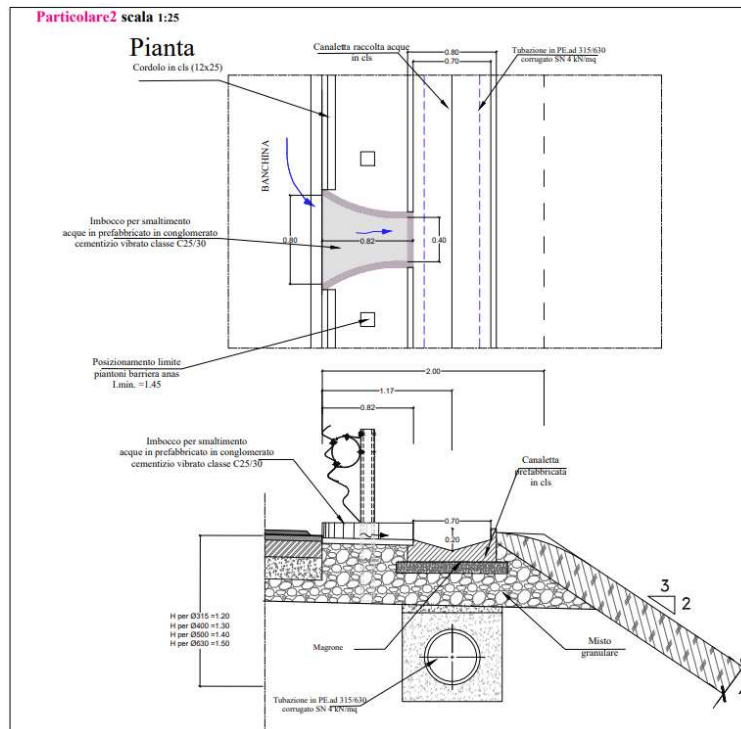 Particolare2 scala 1:25
Pianta
Cordolo in cls (12x25)
Canaletta raccolta acque
in cls
0.80
0.70
Tubazione in PE.ad 315/630
corrugato SN 4 kN/mq
BANCHINA
Imbocco per smaltimento
acque in prefabbricato in conglomerato
cementizio vibrato classe C25/30
0.80
0.82
0.40
Posizionamento limite
piantoni barriera anas
Lmin. =1.45
2.00
1.17
0.82
Imbocco per smaltimento
acque in prefabbricato in conglomerato
cementizio vibrato classe C25/30
Canaletta
prefabbricata
in cls
0.70
0.20
3
2
H per Ø315 =1.20
H per Ø400 =1.30
H per Ø500 =1.40
H per Ø630 =1.50
Magrone
Misto
granulare
Tubazione in PE.ad 315/630
corrugato SN 4 kN/mq